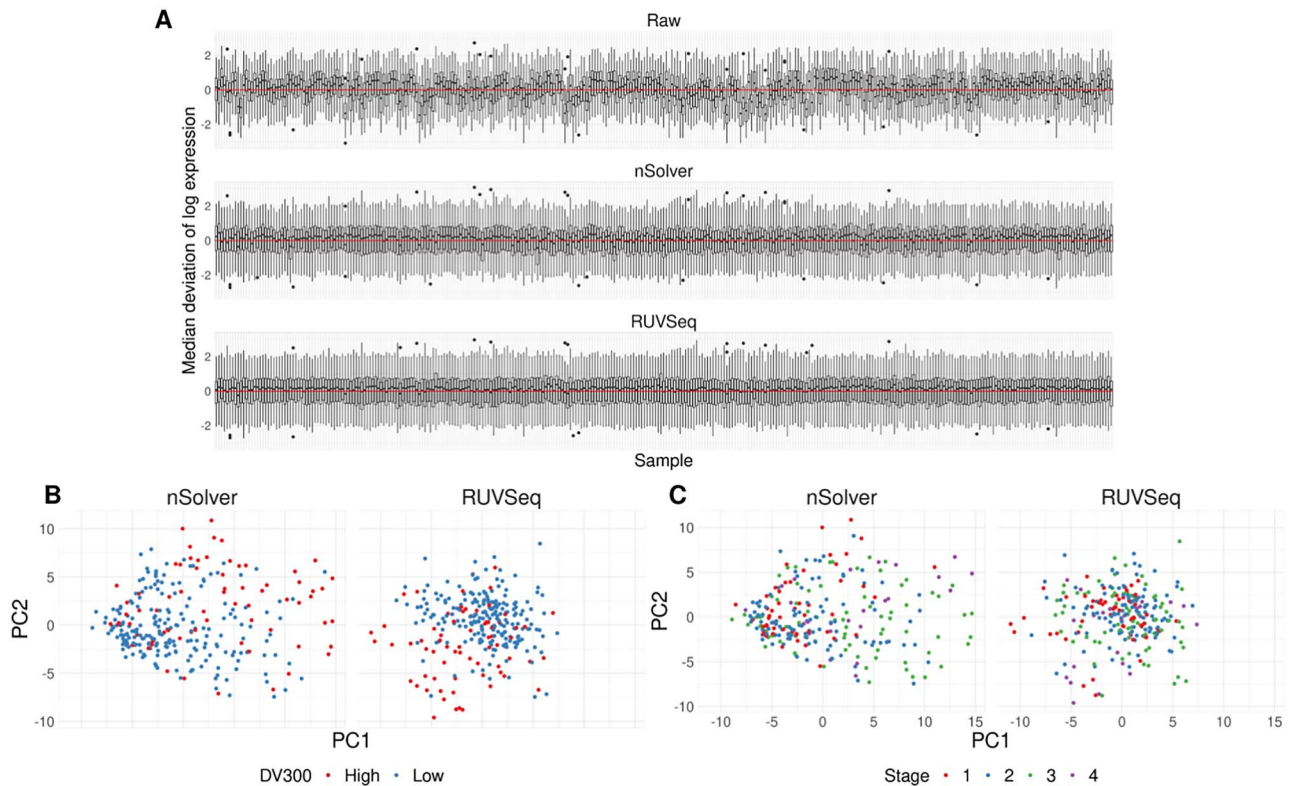 A
Raw
2
0
-2
nSolver
2
0
-2
RUVSeq
2
0
-2
Median deviation of log expression
Sample
B
nSolver
RUVSeq
10
5
0
-5
-10
PC2
PC1
DV300 High Low
C
nSolver
RUVSeq
10
5
0
-5
-10
PC2
-10 -5 0 5 10 15
-10 -5 0 5 10 15
PC1
Stage 1 2 3 4